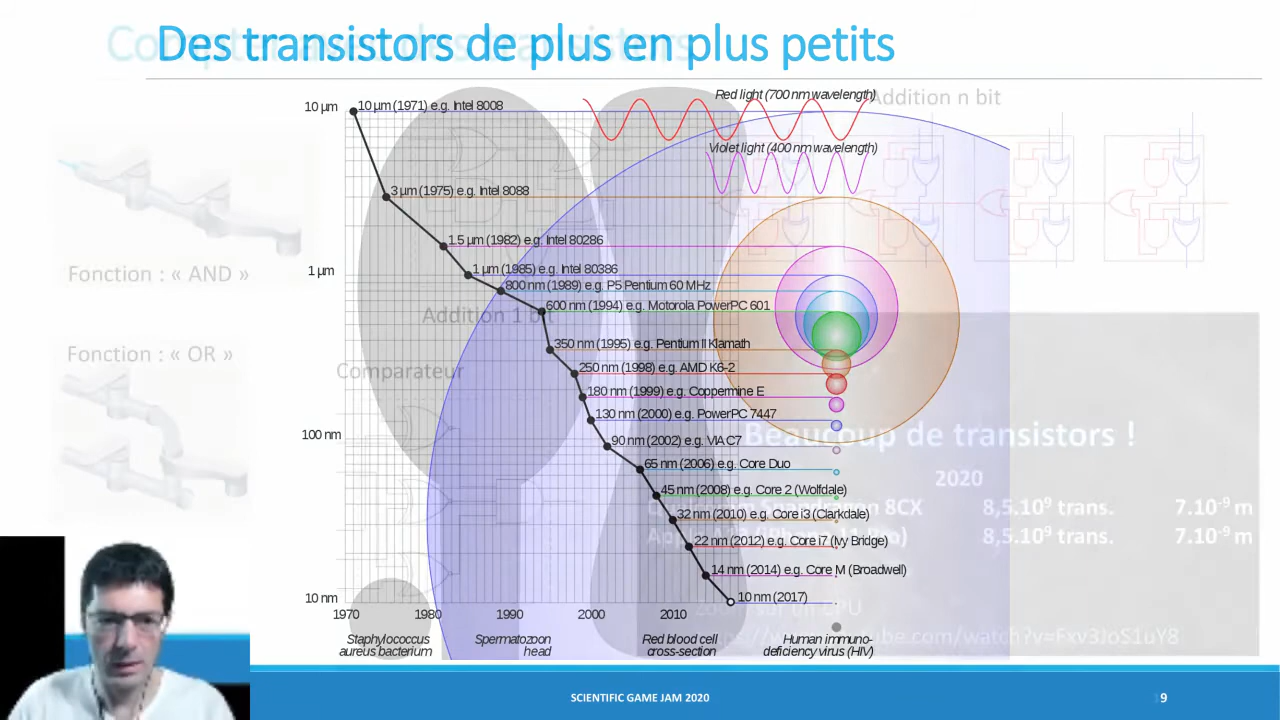 Des transistors de plus en plus petits
Addition n bit
Red light (700 nm wavelength)
Violet light (400 nm wavelength)
10 µm
10 µm (1971) e.g. Intel 8008
3 µm (1975) e.g. Intel 8088
1.5 µm (1982) e.g. Intel 80286
1 µm
1 µm (1985) e.g. Intel 80386
800 nm (1989) e.g. P5 Pentium 60 MHz
600 nm (1994) e.g. Motorola PowerPC 601
350 nm (1995) e.g. Pentium II Klamath
250 nm (1998) e.g. AMD K6-2
180 nm (1999) e.g. Coppermine E
130 nm (2000) e.g. PowerPC 7447
100 nm
90 nm (2002) e.g. VIA C7
65 nm (2006) e.g. Core Duo
45 nm (2008) e.g. Core 2 (Wolfdale)
32 nm (2010) e.g. Core i3 (Clarkdale)
22 nm (2012) e.g. Core i7 (Ivy Bridge)
14 nm (2014) e.g. Core M (Broadwell)
10 nm
10 nm (2017)
1970 1980 1990 2000 2010
Staphylococcus aureus bacterium
Spermatozoon head
Red blood cell cross-section
Human immuno-deficiency virus (HIV)
Fonction : « AND »
Fonction : « OR »
Addition 1 bit
Comparateur
Beaucoup de transistors !
2020
8CX 8,5.10⁹ trans. 7.10⁻⁹ m
8,5.10⁹ trans. 7.10⁻⁹ m
SCIENTIFIC GAME JAM 2020
9